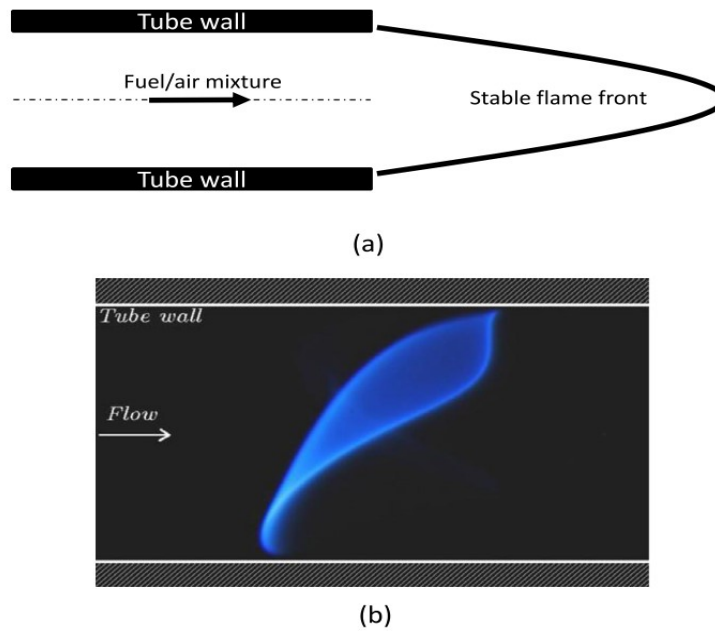 Tube wall
Fuel/air mixture
Stable flame front
Tube wall
(a)
Tube wall
Flow
(b)